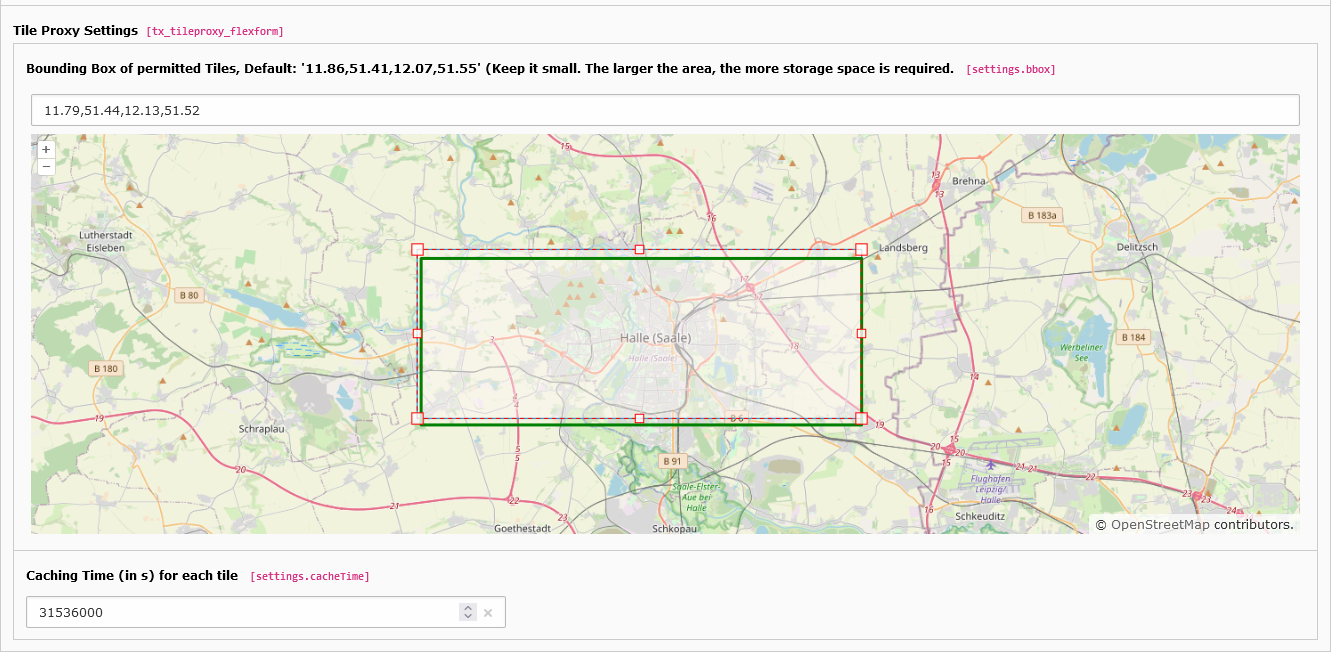 Tile Proxy Settings [tx_tileproxy_flexform]
Bounding Box of permitted Tiles, Default: '11.86,51.41,12.07,51.55' (Keep it small. The larger the area, the more storage space is required. [settings.bbox]
11.79,51.44,12.13,51.52
+
−
15
13
Brehna
13
16
B 183a
Lutherstadt
Eisleben
Landsberg
Delitzsch
17
B 80
17
Halle (Saale)
Halle (Saale)
3
18
B 184
Werbeliner
See
B 180
14
19
B 6
19
Schraplau
15
20
20
5
5
B 91
15
20
21
21
22
Flughafen
Leipzig/
Halle
Saale-Elster-
Aue bei
Halle
23
23
22
21
16
24
23
Goethestadt
Schkopau
Schkeuditz
© OpenStreetMap contributors.
Caching Time (in s) for each tile [settings.cacheTime]
31536000